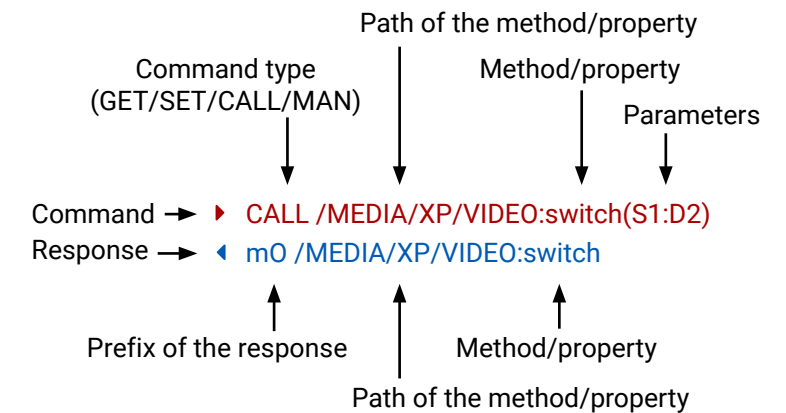 Path of the method/property
Command type
(GET/SET/CALL/MAN)
Method/property
Parameters
Command
CALL /MEDIA/XP/VIDEO:switch(S1:D2)
Response
mO /MEDIA/XP/VIDEO:switch
Prefix of the response
Method/property
Path of the method/property